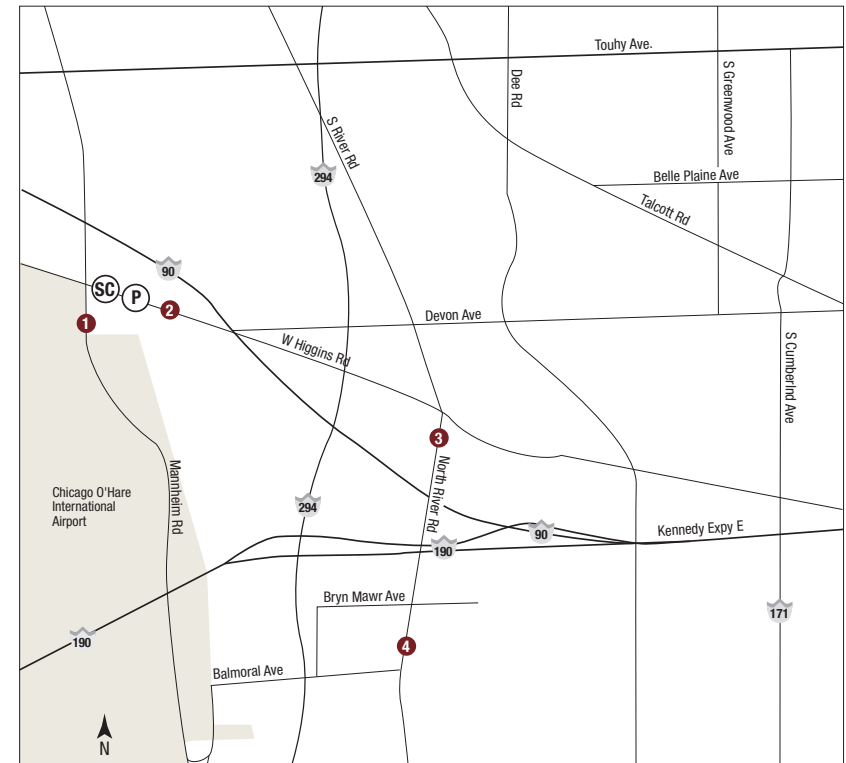 Touhy Ave.
Dee Rd
S Greenwood Ave
S River Rd
294
Belle Plaine Ave
Talcott Rd
90
SC
P
2
1
Devon Ave
W Higgins Rd
S Cumberlnd Ave
3
Mannheim Rd
North River Rd
Chicago O'Hare
International
Airport
294
90
Kennedy Expy E
190
Bryn Mawr Ave
171
190
4
Balmoral Ave
N